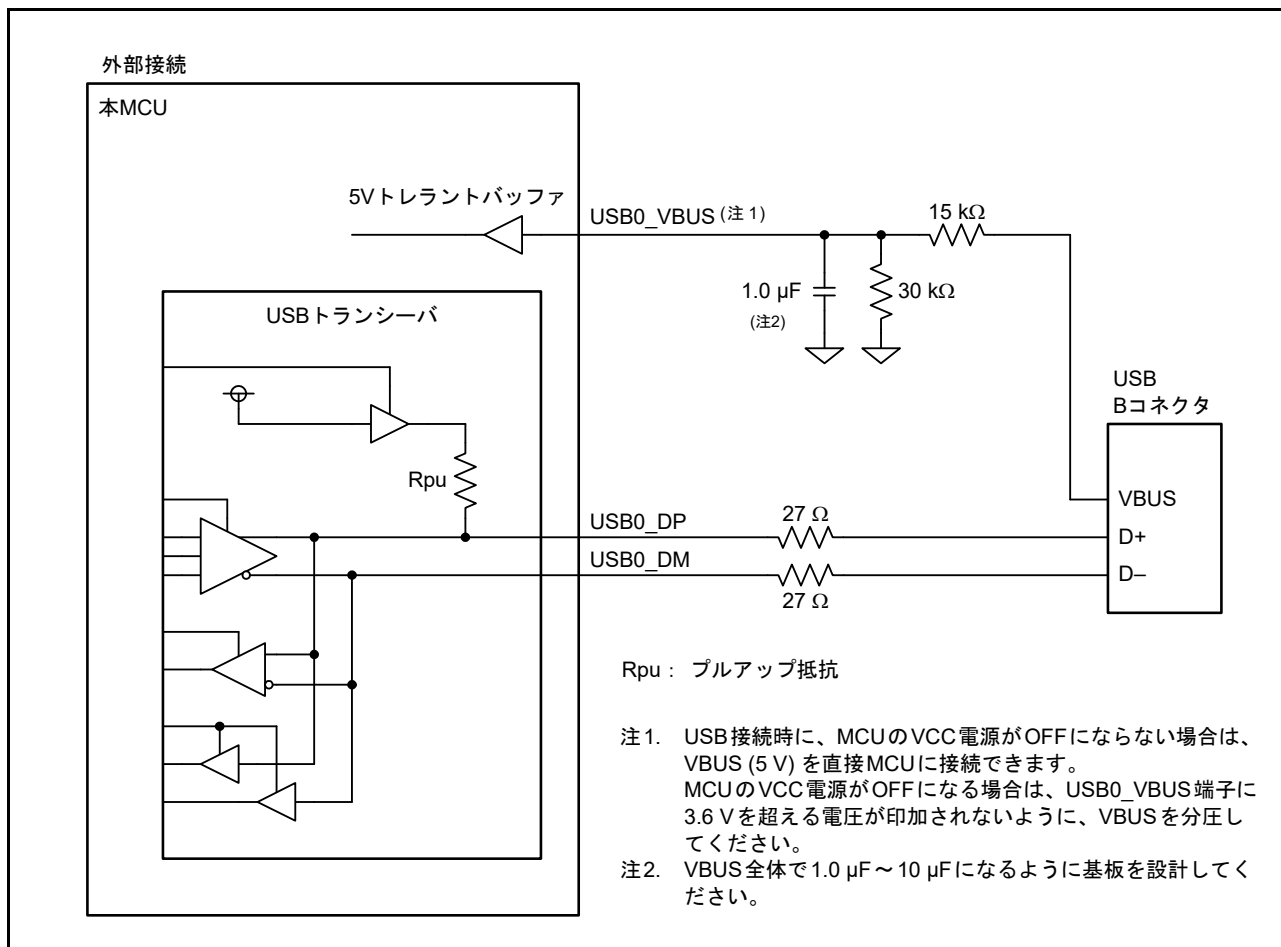 外部接続
本MCU
5Vトレラントバッファ
USB0_VBUS (注 1)
15 kΩ
1.0 µF
(注2)
30 kΩ
USBトランシーバ
USB
Bコネクタ
Rpu
VBUS
USB0_DP
27 Ω
D+
USB0_DM
27 Ω
D–
Rpu : プルアップ抵抗
注1. USB接続時に、MCUのVCC電源がOFFにならない場合は、
VBUS (5 V) を直接MCUに接続できます。
MCUのVCC電源がOFFになる場合は、USB0_VBUS端子に
3.6 Vを超える電圧が印加されないように、VBUSを分圧し
てください。
注2. VBUS全体で1.0 µF～10 µFになるように基板を設計してく
ださい。